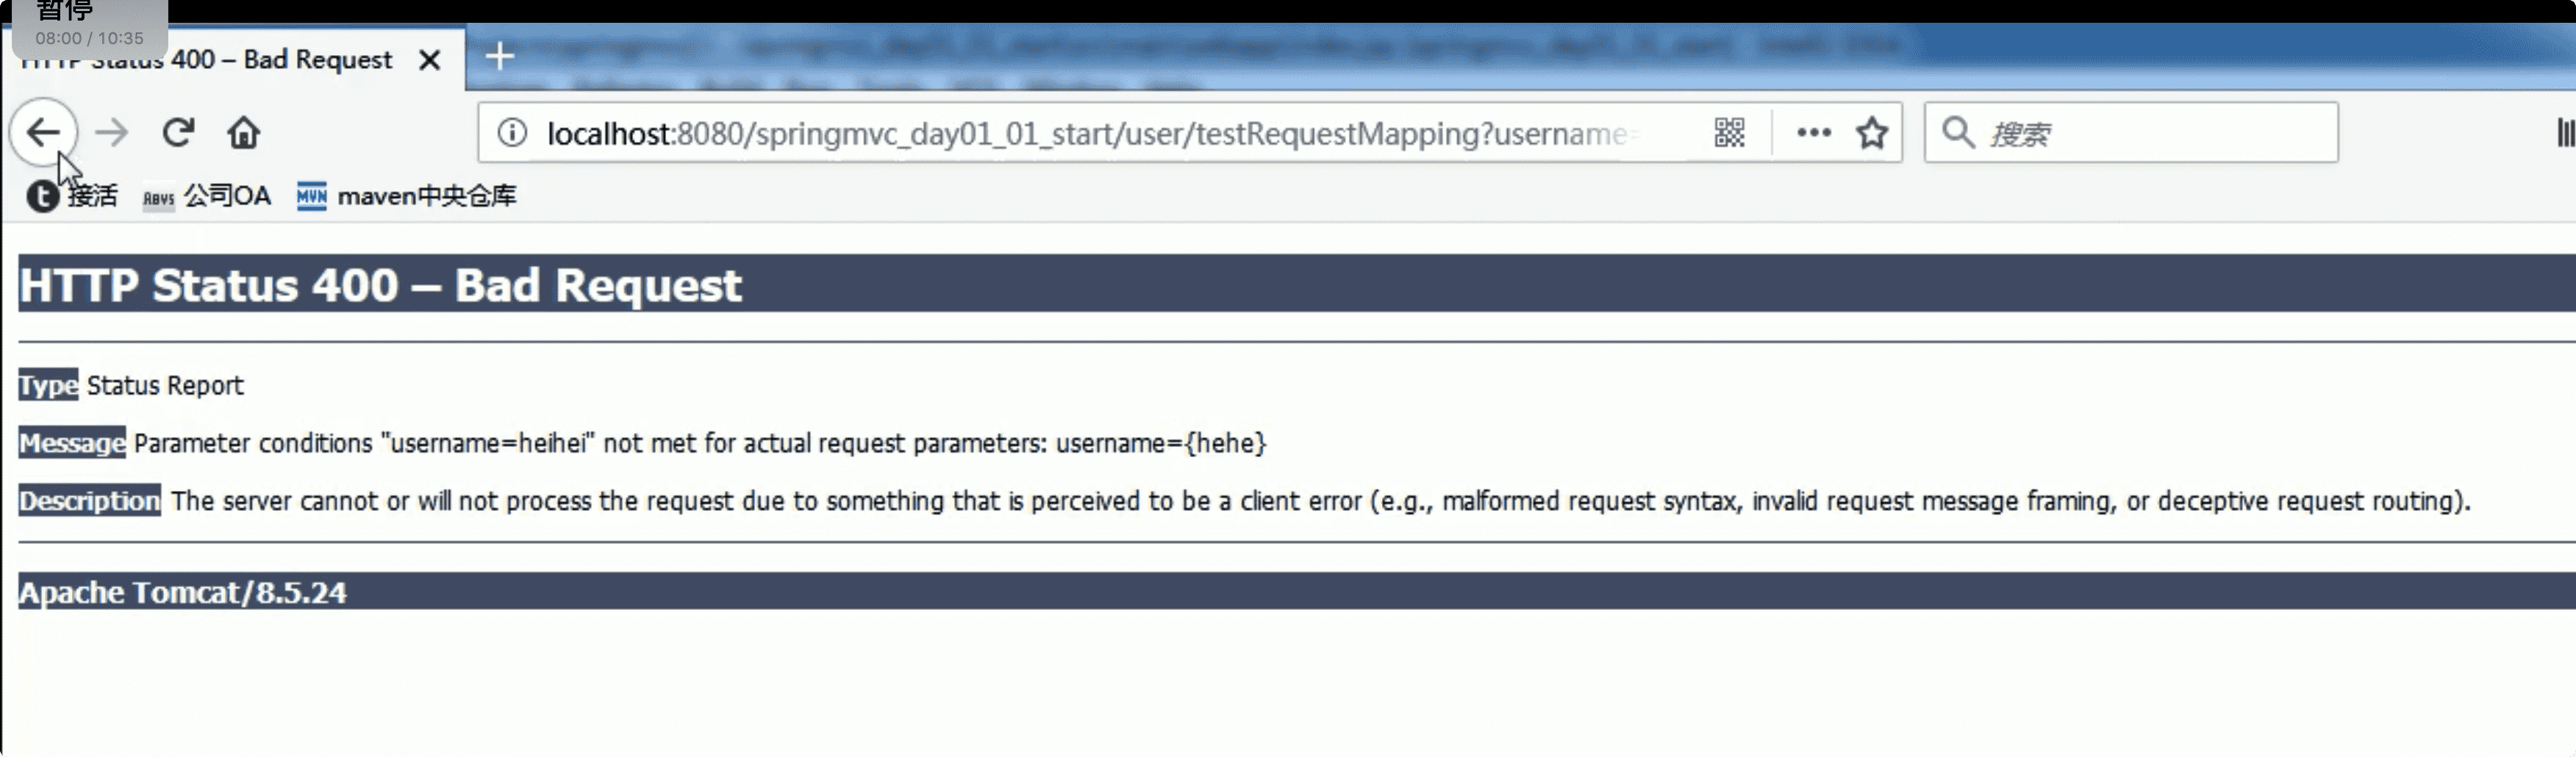 暂停
08:00 / 10:35
HTTP Status 400 – Bad Request
localhost:8080/springmvc_day01_01_start/user/testRequestMapping?username=
搜索
接活 公司OA MVN maven中央仓库
HTTP Status 400 – Bad Request
Type Status Report
Message Parameter conditions "username=heihei" not met for actual request parameters: username={hehe}
Description The server cannot or will not process the request due to something that is perceived to be a client error (e.g., malformed request syntax, invalid request message framing, or deceptive request routing).
Apache Tomcat/8.5.24